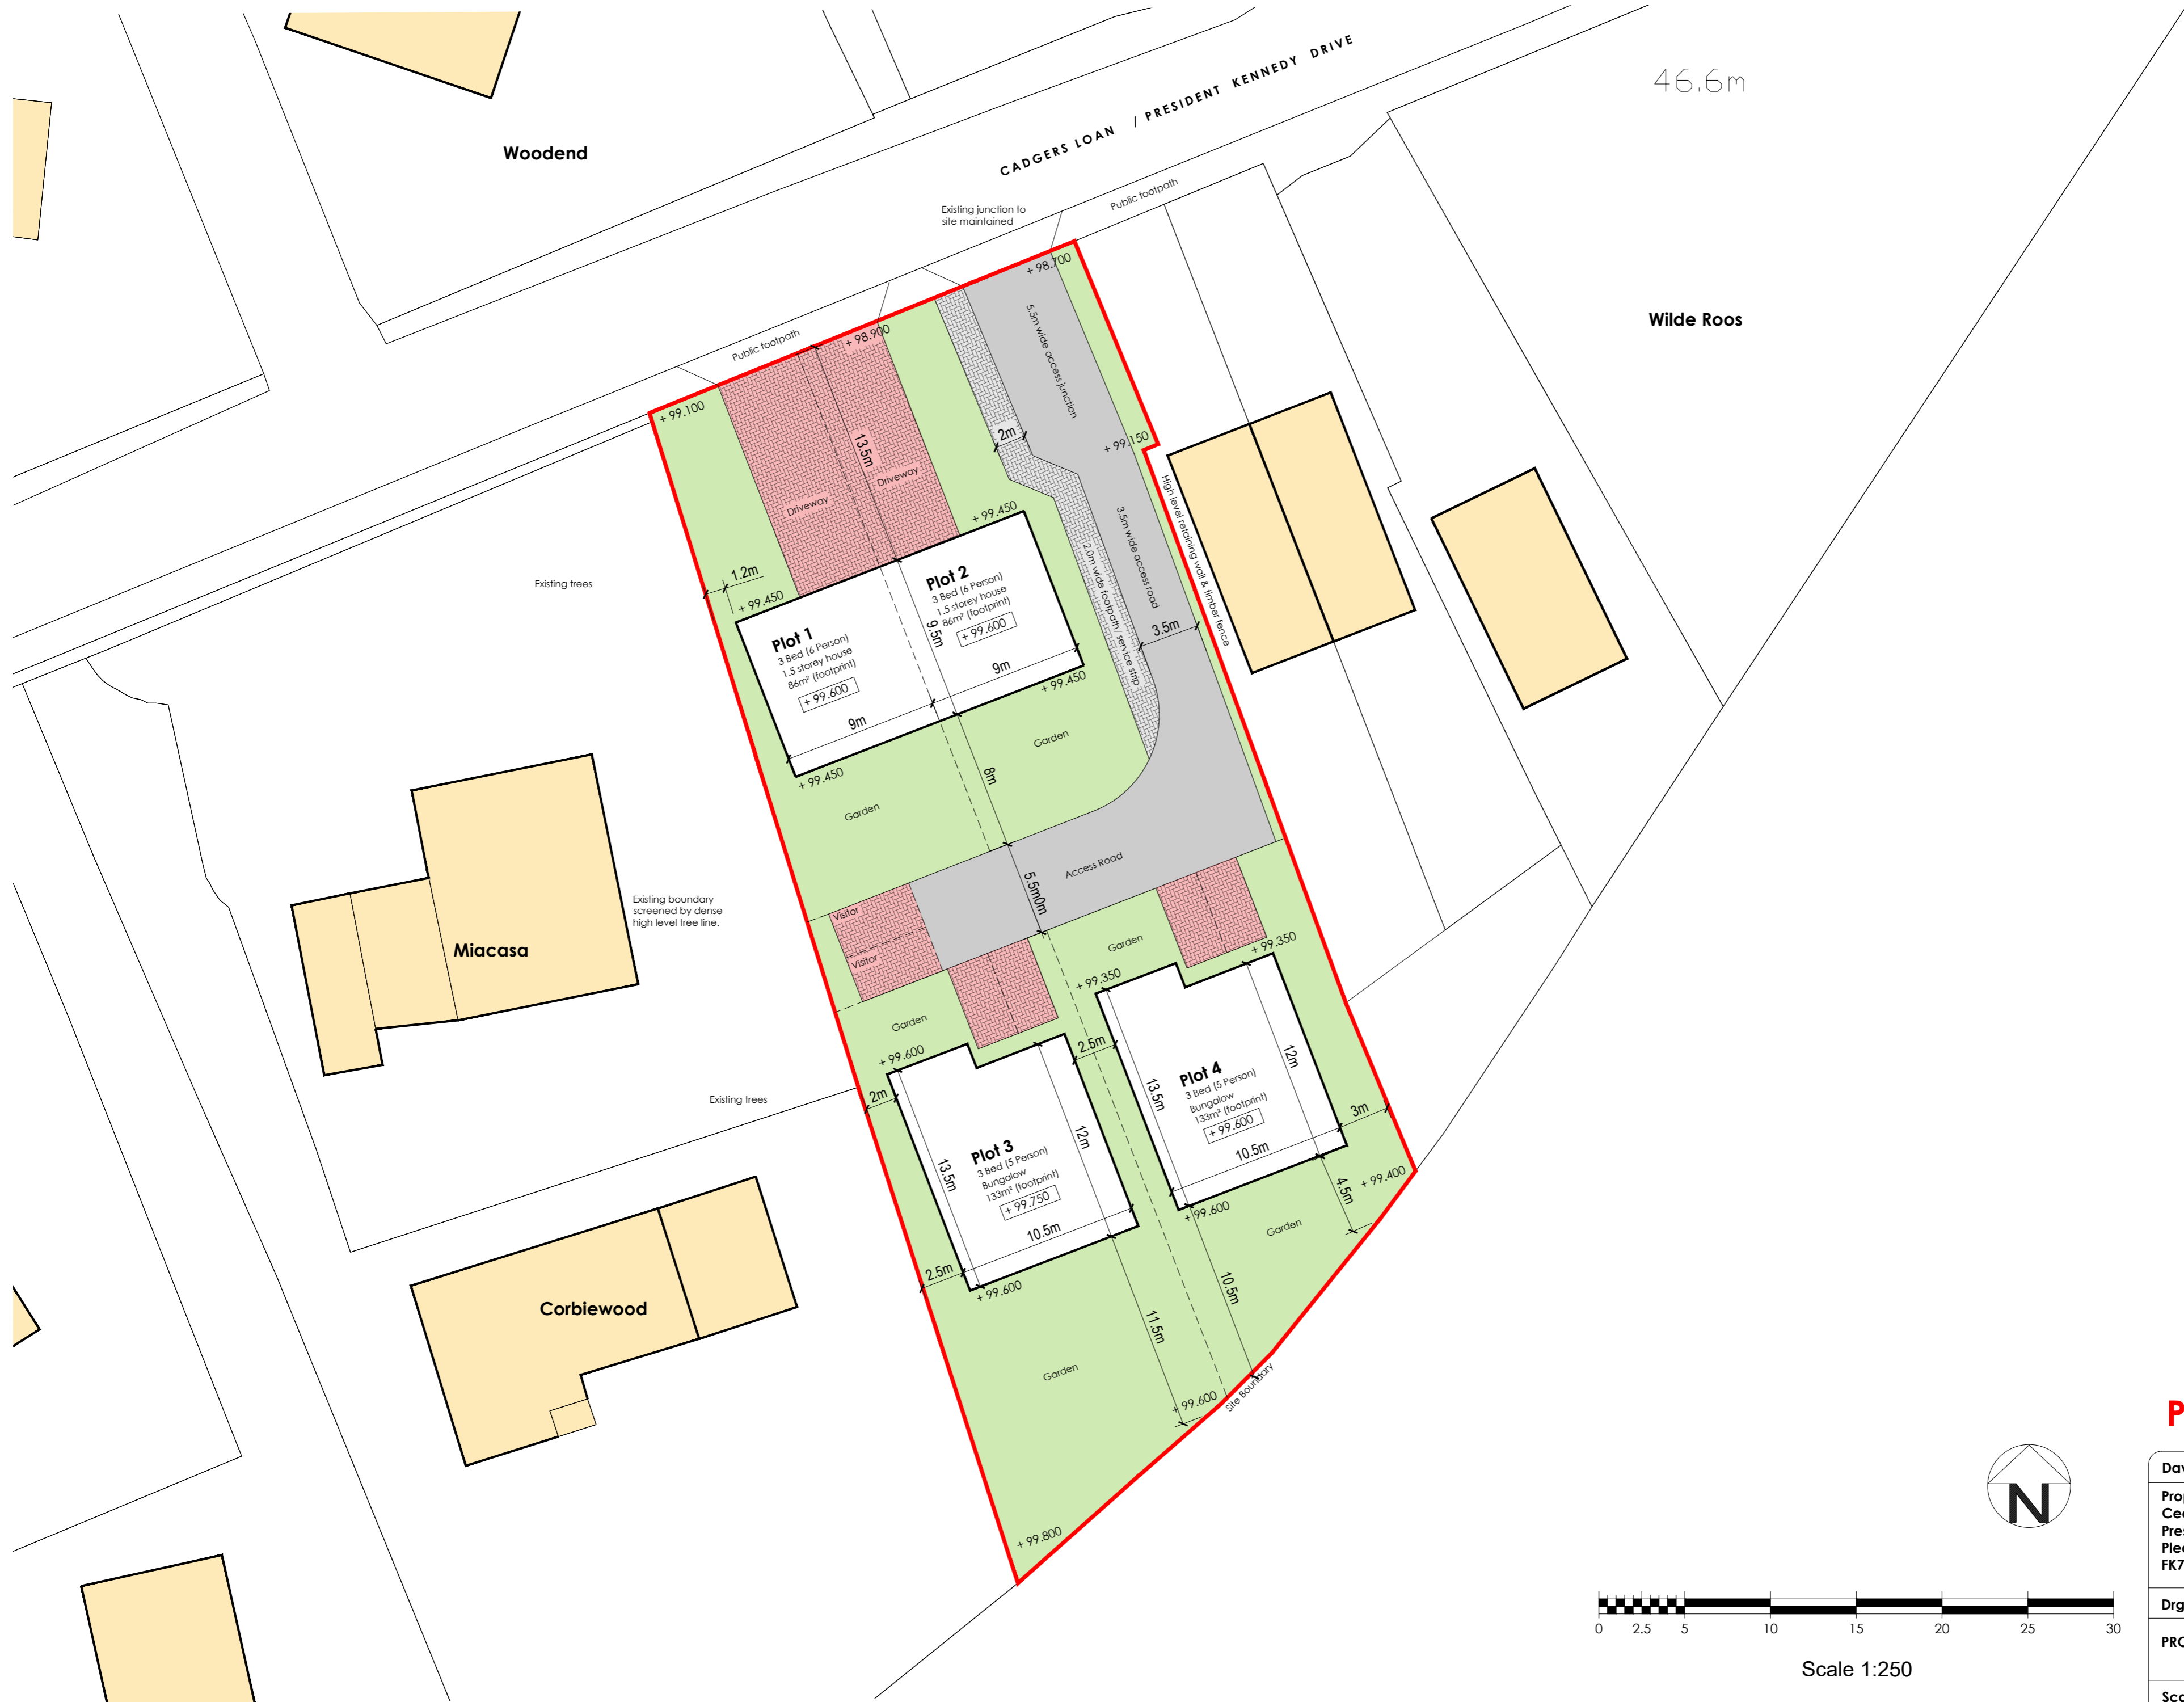 46.6m
CADGERS LOAN / PRESIDENT KENNEDY DRIVE
Woodend
Public footpath
Existing junction to
site maintained
+ 98.700
Wilde Roos
Public footpath
+ 98.900
5.5m wide access junction
+ 99.100
13.5m
2m
+ 99.150
Driveway
Driveway
High level retaining wall & timber fence
+ 99.450
3.5m wide access road
2.0m wide footpath/ service strip
Existing trees
1.2m
+ 99.450
Plot 2
3 Bed (6 Person)
1.5 storey house
86m² (footprint)
+ 99.600
Plot 1
3 Bed (6 Person)
1.5 storey house
86m² (footprint)
+ 99.600
9.5m
3.5m
9m
9m
+ 99.450
+ 99.450
Garden
8m
Garden
Access Road
5.5m0m
Visitor
Visitor
Existing boundary
screened by dense
high level tree line.
Miacasa
Garden
+ 99.350
+ 99.350
Garden
+ 99.600
2.5m
12m
2m
Existing trees
Plot 4
3 Bed (5 Person)
Bungalow
133m² (footprint)
+ 99.600
13.5m
10.5m
3m
Plot 3
3 Bed (5 Person)
Bungalow
133m² (footprint)
+ 99.750
12m
13.5m
10.5m
+ 99.400
4.5m
+ 99.600
Garden
2.5m
+ 99.600
10.5m
11.5m
Corbiewood
Garden
+ 99.600
Site Boundary
+ 99.800
N
0 2.5 5 10 15 20 25 30
Scale 1:250
P
Dav
Pro
Ce
Pre
Ple
FK7
Drg
PRO
Sco